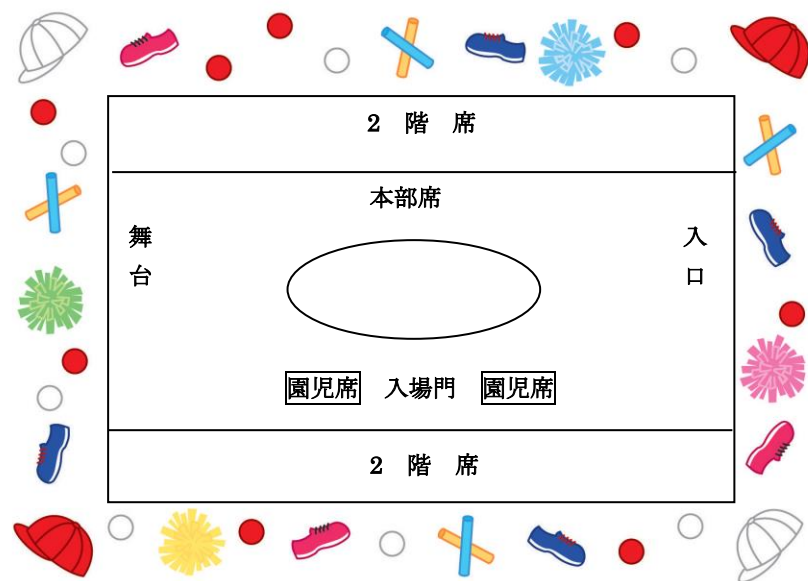 2 階 席
本部席
舞台
入口
園児席 入場門 園児席
2 階 席